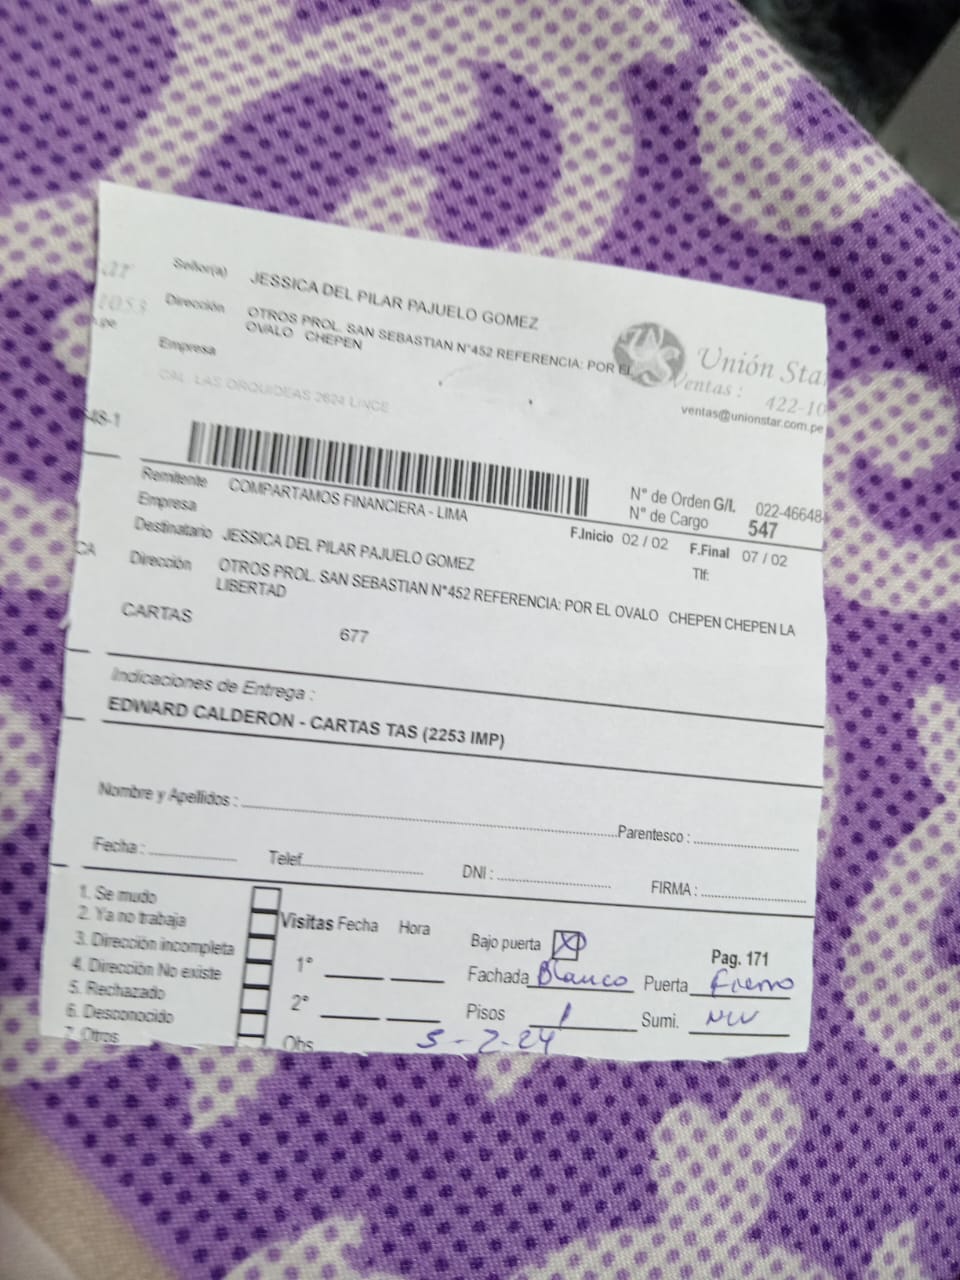 Señor(a) JESSICA DEL PILAR PAJUELO GOMEZ
Dirección OTROS PROL. SAN SEBASTIAN N°452 REFERENCIA: POR EL
OVALO CHEPEN
Empresa
CAL. LAS ORQUIDEAS 2624 LINCE
Unión Star
Ventas : 422-10
ventas@unionstar.com.pe
1053
.pe
48-1
CA
Remitente COMPARTAMOS FINANCIERA - LIMA
Empresa
N° de Orden G/I. 022-46648
N° de Cargo 547
F.Inicio 02 / 02 F.Final 07 / 02
Destinatario JESSICA DEL PILAR PAJUELO GOMEZ
Tlf:
Dirección OTROS PROL. SAN SEBASTIAN N°452 REFERENCIA: POR EL OVALO CHEPEN CHEPEN LA
LIBERTAD
CARTAS 677
Indicaciones de Entrega :
EDWARD CALDERON - CARTAS TAS (2253 IMP)
Nombre y Apellidos : Parentesco :
Fecha : Telef. DNI : FIRMA :
1. Se mudo
2. Ya no trabaja
3. Dirección incompleta
4. Dirección No existe
5. Rechazado
6. Desconocido
7. Otros
Visitas Fecha Hora
1°
2°
Obs
Bajo puerta X Pag. 171
Fachada Blanco Puerta Fierro
Pisos 1 Sumi.
5-2-24